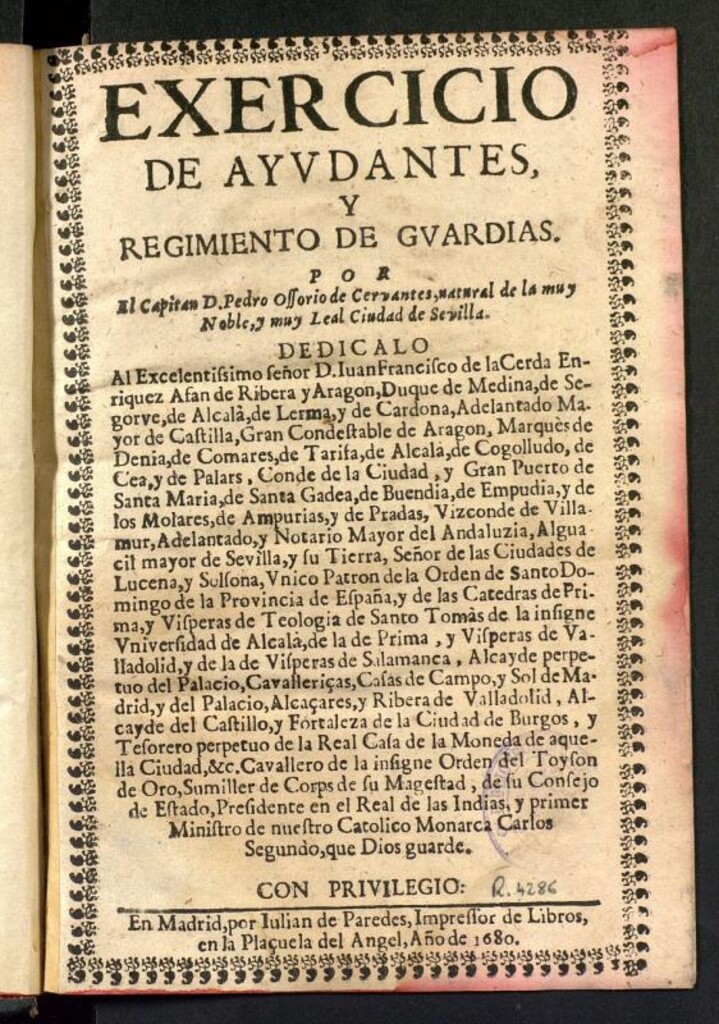 EXERCICIO
DE AYVDANTES,
Y
REGIMIENTO DE GVARDIAS.
POR
El Capitan D.Pedro Oſſorio de Cervantes,natural de la muy
Noble,y muy Leal Ciudad de Sevilla.
DEDICALO
Al Excelentiſsimo ſeñor D.IuanFranciſco de laCerda En-
riquez Afan de Ribera y Aragon,Duque de Medina,de Se-
gorve,de Alcalà,de Lerma,y de Cardona,Adelantado Ma-
yor de Caſtilla,Gran Condeſtable de Aragon, Marquès de
Denia,de Comares,de Tarifa,de Alcalà,de Cogolludo, de
Cea,y de Palars, Conde de la Ciudad, y Gran Puerto de
Santa Maria,de Santa Gadea,de Buendia,de Empudia,y de
los Molares,de Ampurias,y de Pradas, Vizconde de Villa-
mur,Adelantado,y Notario Mayor del Andaluzia,Algua-
cil mayor de Sevilla,y ſu Tierra, Señor de las Ciudades de
Lucena,y Solſona,Vnico Patron de la Orden de Santo Do-
mingo de la Provincia de Eſpaña,y de las Catedras de Pri-
ma,y Viſperas de Teologia de Santo Tomàs de la inſigne
Vniverſidad de Alcalà,de la de Prima, y Viſperas de Va-
lladolid,y de la de Viſperas de Salamanca, Alcayde perpe-
tuo del Palacio,Cavalleriças,Caſas de Campo,y Sol de Ma-
drid,y del Palacio,Alcaçares,y Ribera de Valladolid, Al-
cayde del Caſtillo,y Fortaleza de la Ciudad de Burgos, y
Teſorero perpetuo de la Real Caſa de la Moneda de aque-
lla Ciudad,&c.Cavallero de la inſigne Orden del Toyſon
de Oro,Sumiller de Corps de ſu Mageſtad, de ſu Conſejo
de Eſtado,Preſidente en el Real de las Indias, y primer
Miniſtro de nueſtro Catolico Monarca Carlos
Segundo,que Dios guarde.
CON PRIVILEGIO: R.4286
En Madrid,por Iulian de Paredes,Impreſſor de Libros,
en la Plaçuela del Angel,Año de 1680.